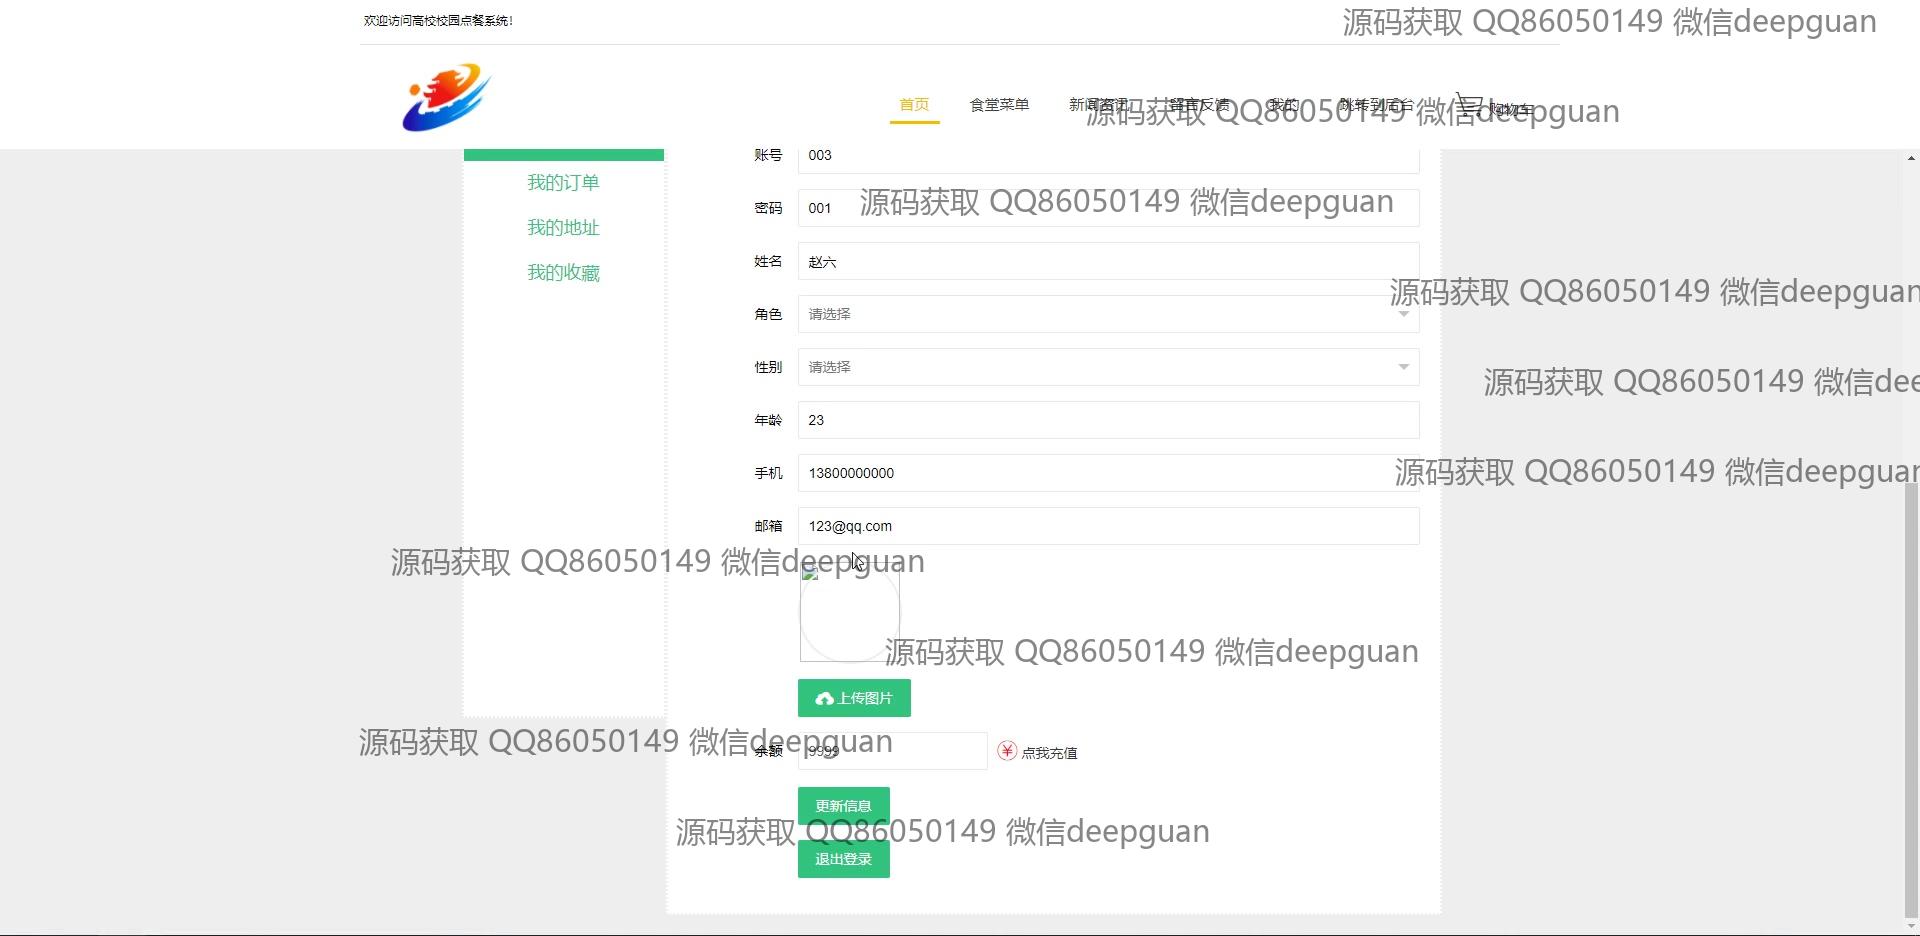 欢迎访问高校校园点餐系统!
源码获取 QQ86050149 微信deepguan
首页 食堂菜单 新闻资讯 留言反馈 我的 跳转到后台 购物车
源码获取 QQ86050149 微信deepguan
账号 003
我的订单
密码 001
源码获取 QQ86050149 微信deepguan
我的地址
姓名 赵六
我的收藏
源码获取 QQ86050149 微信deepguan
角色 请选择
性别 请选择
源码获取 QQ86050149 微信dee
年龄 23
手机 13800000000
源码获取 QQ86050149 微信deepguan
邮箱 123@qq.com
源码获取 QQ86050149 微信deepguan
源码获取 QQ86050149 微信deepguan
上传图片
源码获取 QQ86050149 微信deepguan
余额 9999 ¥ 点我充值
更新信息
源码获取 QQ86050149 微信deepguan
退出登录